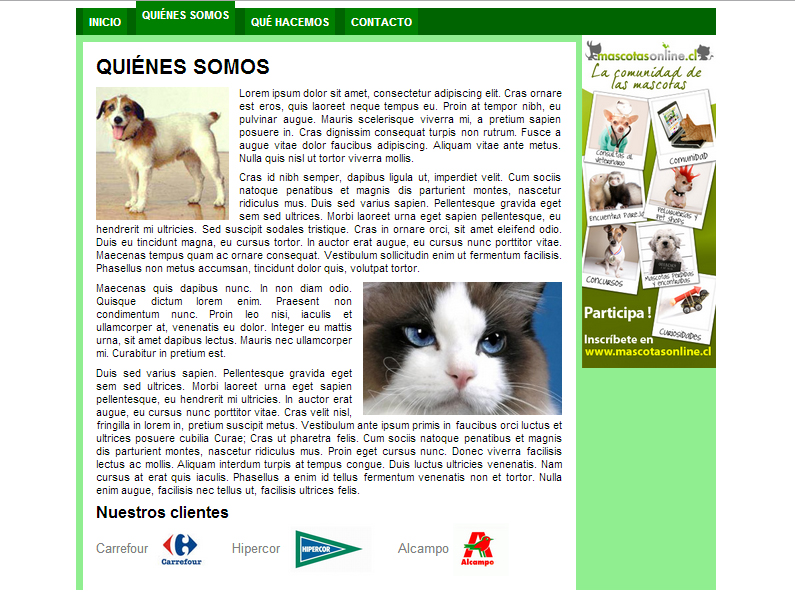 INICIO
QUIÉNES SOMOS
QUÉ HACEMOS
CONTACTO
QUIÉNES SOMOS
Lorem ipsum dolor sit amet, consectetur adipiscing elit. Cras ornare
est eros, quis laoreet neque tempus eu. Proin at tempor nibh, eu
pulvinar augue. Mauris scelerisque viverra mi, a pretium sapien
posuere in. Cras dignissim consequat turpis non rutrum. Fusce a
augue vitae dolor faucibus adipiscing. Aliquam vitae ante metus.
Nulla quis nisl ut tortor viverra mollis.
Cras id nibh semper, dapibus ligula ut, imperdiet velit. Cum sociis
natoque penatibus et magnis dis parturient montes, nascetur
ridiculus mus. Duis sed varius sapien. Pellentesque gravida eget
sem sed ultrices. Morbi laoreet urna eget sapien pellentesque, eu
hendrerit mi ultricies. Sed suscipit sodales tristique. Cras in ornare orci, sit amet eleifend odio.
Duis eu tincidunt magna, eu cursus tortor. In auctor erat augue, eu cursus nunc porttitor vitae.
Maecenas tempus quam ac ornare consequat. Vestibulum sollicitudin enim ut fermentum facilisis.
Phasellus non metus accumsan, tincidunt dolor quis, volutpat tortor.
Maecenas quis dapibus nunc. In non diam odio.
Quisque dictum lorem enim. Praesent non
condimentum nunc. Proin leo nisi, iaculis et
ullamcorper at, venenatis eu dolor. Integer eu mattis
urna, sit amet dapibus lectus. Mauris nec ullamcorper
mi. Curabitur in pretium est.
Duis sed varius sapien. Pellentesque gravida eget
sem sed ultrices. Morbi laoreet urna eget sapien
pellentesque, eu hendrerit mi ultricies. In auctor erat
augue, eu cursus nunc porttitor vitae. Cras velit nisl,
fringilla in lorem in, pretium suscipit metus. Vestibulum ante ipsum primis in faucibus orci luctus et
ultrices posuere cubilia Curae; Cras ut pharetra felis. Cum sociis natoque penatibus et magnis
dis parturient montes, nascetur ridiculus mus. Proin eget cursus nunc. Donec viverra facilisis
lectus ac mollis. Aliquam interdum turpis at tempus congue. Duis luctus ultricies venenatis. Nam
cursus at erat quis iaculis. Phasellus a enim id tellus fermentum venenatis non et tortor. Nulla
enim augue, facilisis nec tellus ut, facilisis ultrices felis.
Nuestros clientes
Carrefour
Carrefour
Hipercor
HIPERCOR
Alcampo
Alcampo
mascotasonline.cl
La comunidad de
las mascotas
Consultas al
veterinario
Comunidad
Encuentra Pareja
Peluquerias y
Pet shops
Concursos
Mascotas perdidas
y encontradas
Curiosidades
Participa !
Inscríbete en
www.mascotasonline.cl